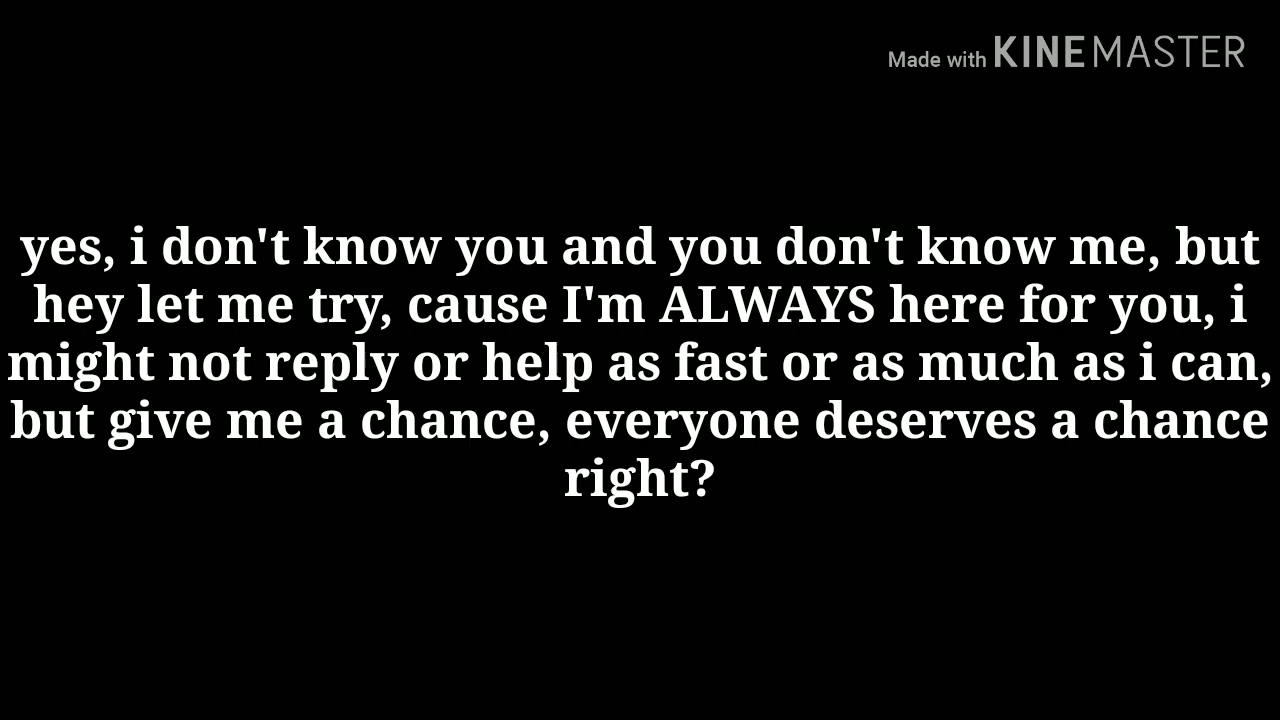 Made with KINEMASTER
yes, i don't know you and you don't know me, but
hey let me try, cause I'm ALWAYS here for you, i
might not reply or help as fast or as much as i can,
but give me a chance, everyone deserves a chance
right?